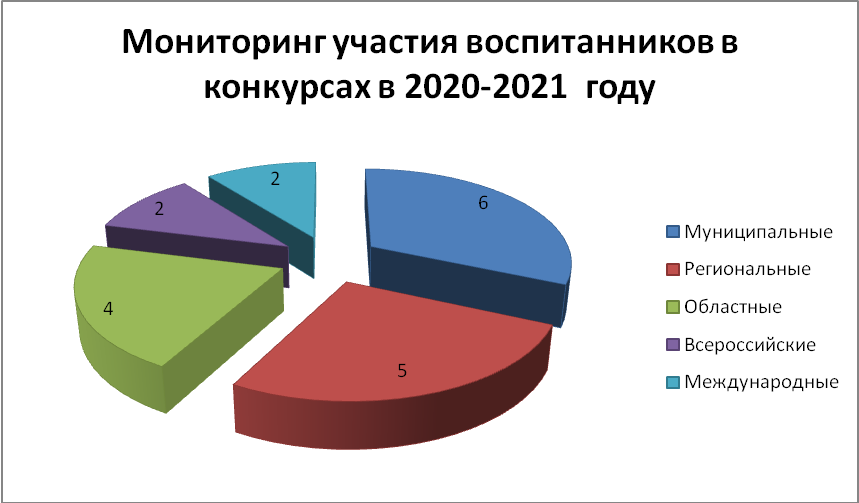 Мониторинг участия воспитанников в
конкурсах в 2020-2021 году
2
6
2
4
5
Муниципальные
Региональные
Областные
Всероссийские
Международные